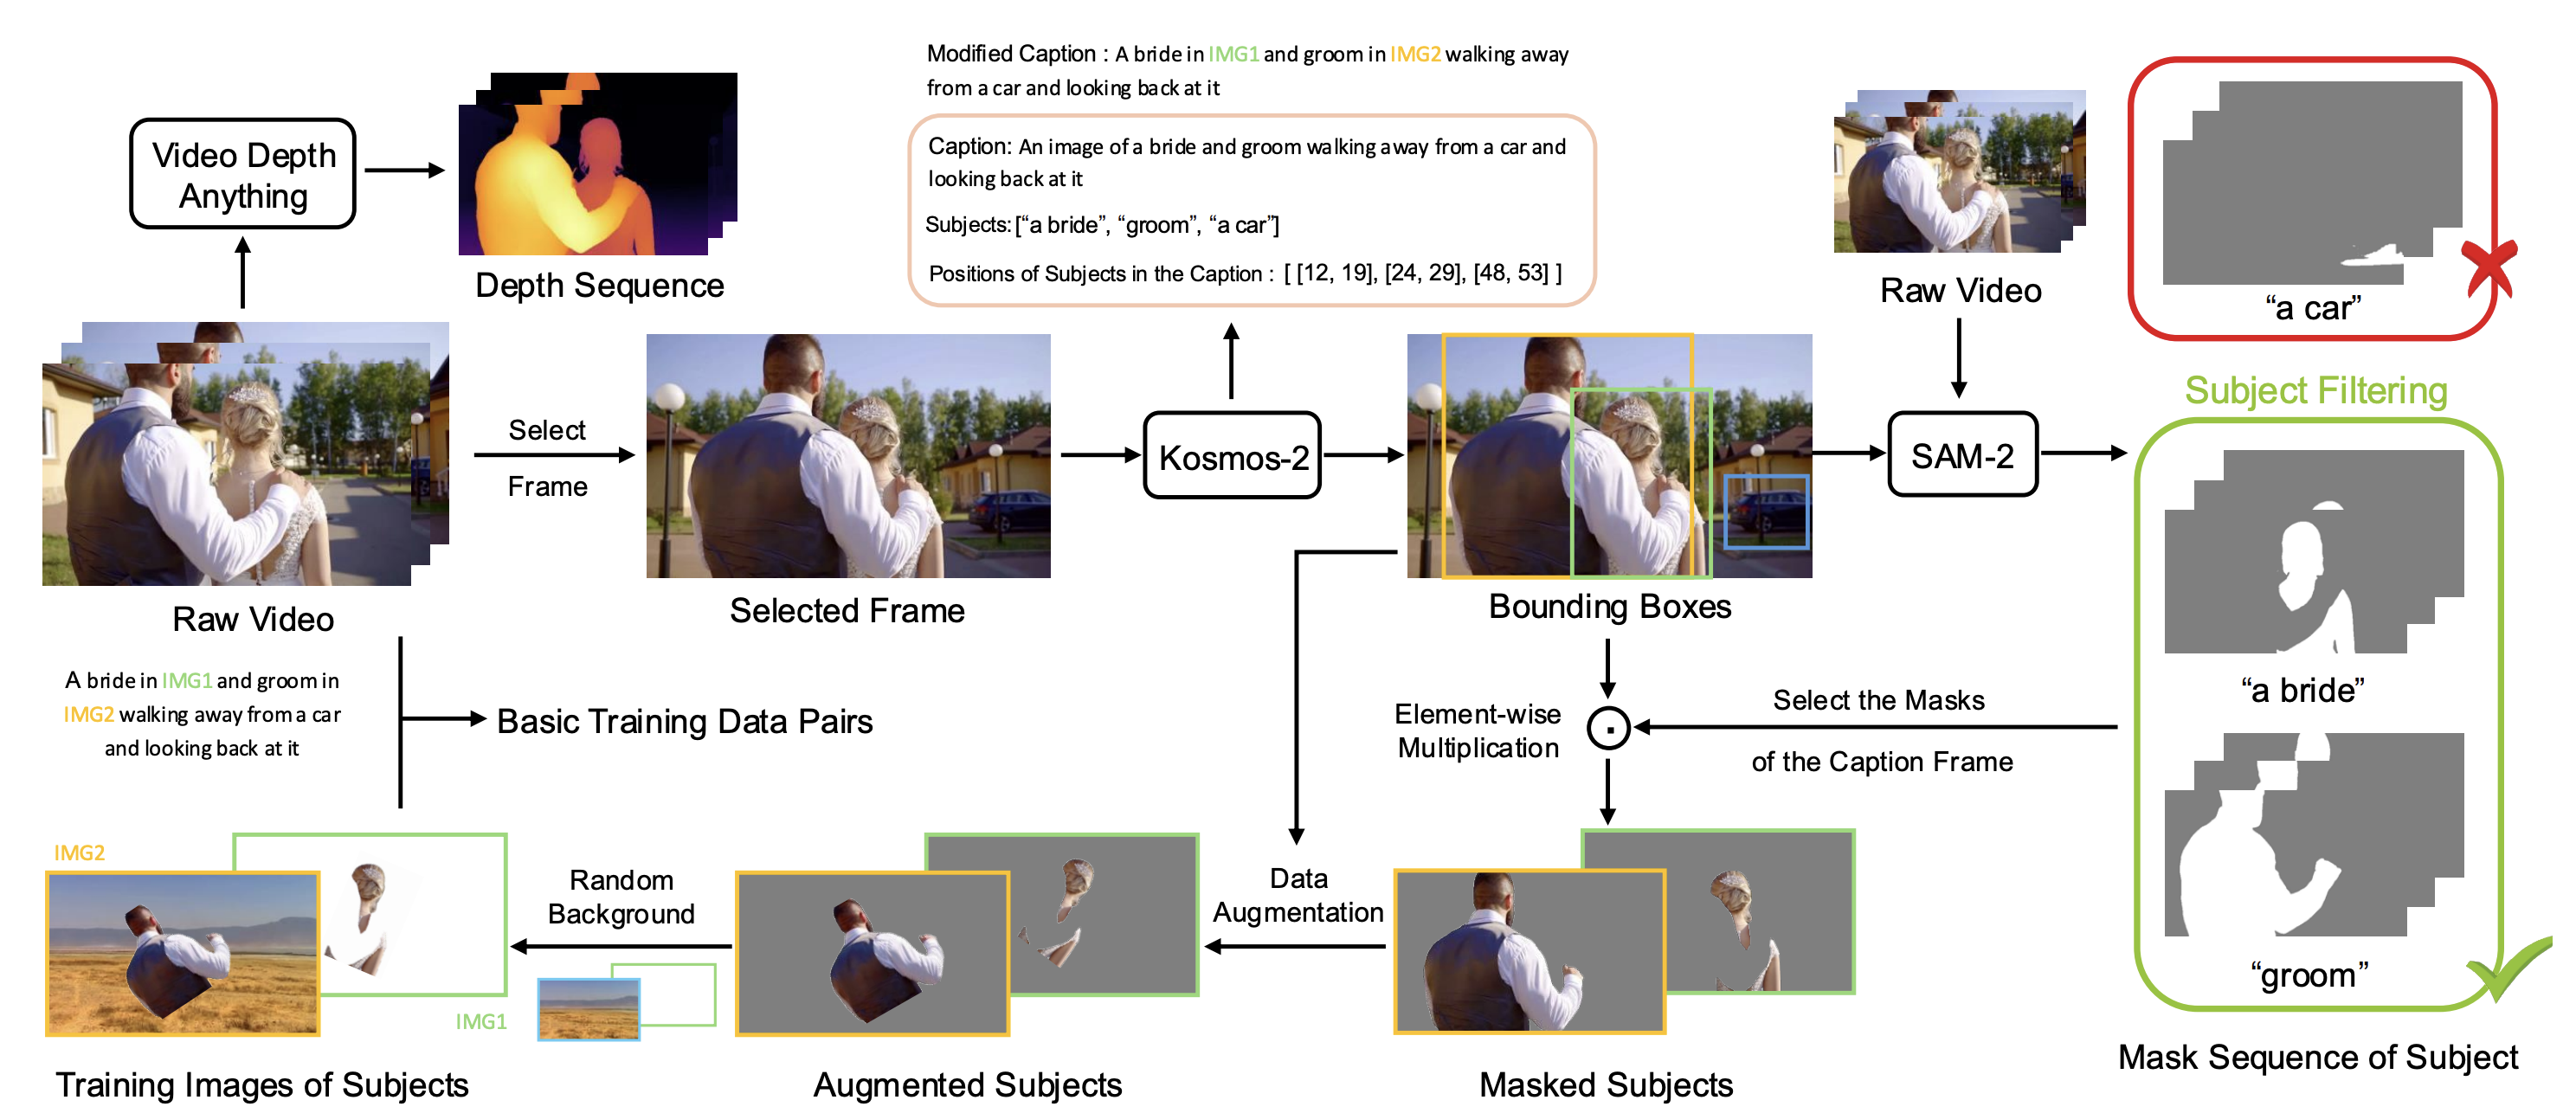 Modified Caption : A bride in IMG1 and groom in IMG2 walking away
from a car and looking back at it
Video Depth
Anything
Depth Sequence
Caption: An image of a bride and groom walking away from a car and
looking back at it
Subjects: [“a bride”, “groom”, “a car”]
Positions of Subjects in the Caption : [ [12, 19], [24, 29], [48, 53] ]
Raw Video
“a car”
Subject Filtering
Select
Frame
Kosmos-2
SAM-2
Raw Video
Selected Frame
Bounding Boxes
A bride in IMG1 and groom in
IMG2 walking away from a car
and looking back at it
Basic Training Data Pairs
Element-wise
Multiplication
Select the Masks
of the Caption Frame
“a bride”
“groom”
IMG2
IMG1
Random
Background
Data
Augmentation
Training Images of Subjects
Augmented Subjects
Masked Subjects
Mask Sequence of Subject